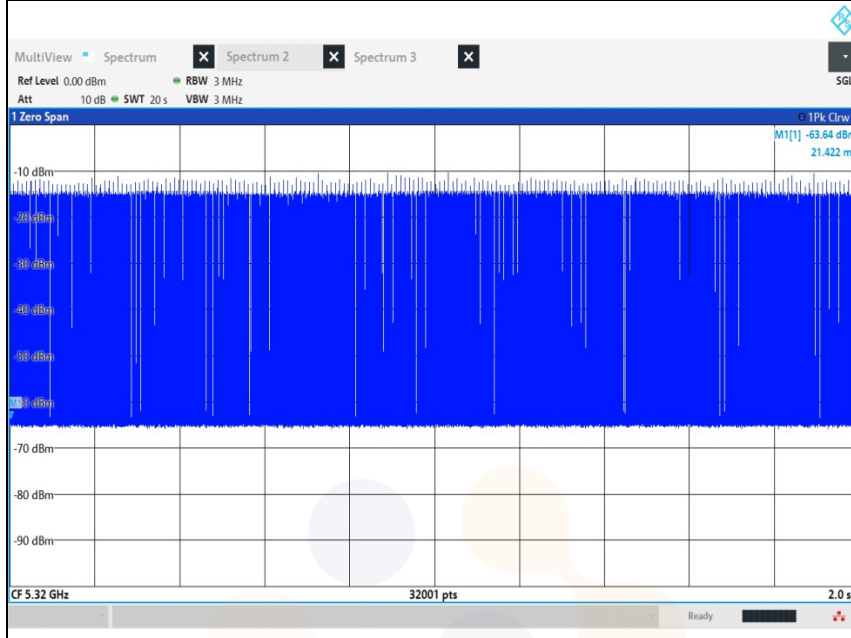 MultiView Spectrum Spectrum 2 Spectrum 3
Ref Level 0.00 dBm RBW 3 MHz SGL
Att 10 dB SWT 20 s VBW 3 MHz
1 Zero Span 1Pk Clrw
M1[1] -63.64 dBm
21.422 m
-10 dBm
-20 dBm
-30 dBm
-40 dBm
-50 dBm
M1 dBm
-70 dBm
-80 dBm
-90 dBm
CF 5.32 GHz 32001 pts 2.0 s
Ready